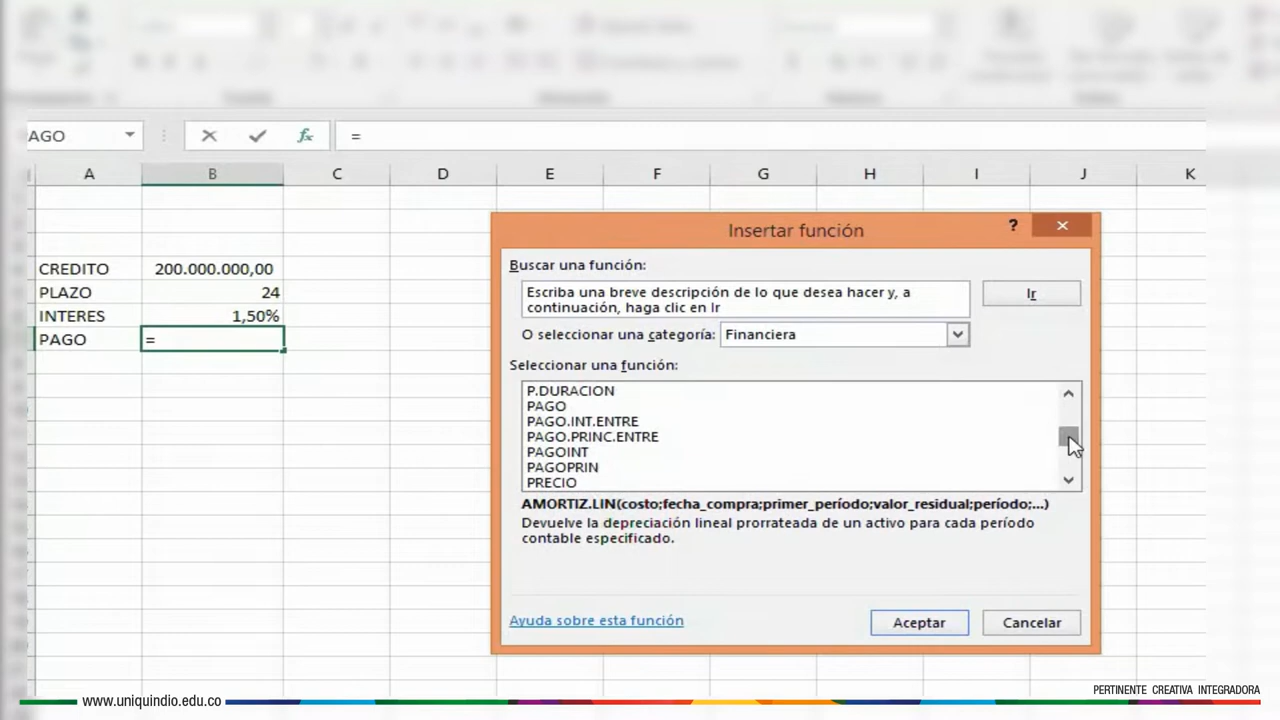 AGO
fx
=
A B C D E F G H I J K
CREDITO 200.000.000,00
PLAZO 24
INTERES 1,50%
PAGO =
Insertar función
?
Buscar una función:
Escriba una breve descripción de lo que desea hacer y, a
continuación, haga clic en Ir
Ir
O seleccionar una categoría: Financiera
Seleccionar una función:
P.DURACION
PAGO
PAGO.INT.ENTRE
PAGO.PRINC.ENTRE
PAGOINT
PAGOPRIN
PRECIO
AMORTIZ.LIN(costo;fecha_compra;primer_período;valor_residual;período;...)
Devuelve la depreciación lineal prorrateada de un activo para cada período
contable especificado.
Ayuda sobre esta función
Aceptar
Cancelar
PERTINENTE CREATIVA INTEGRADORA
www.uniquindio.edu.co